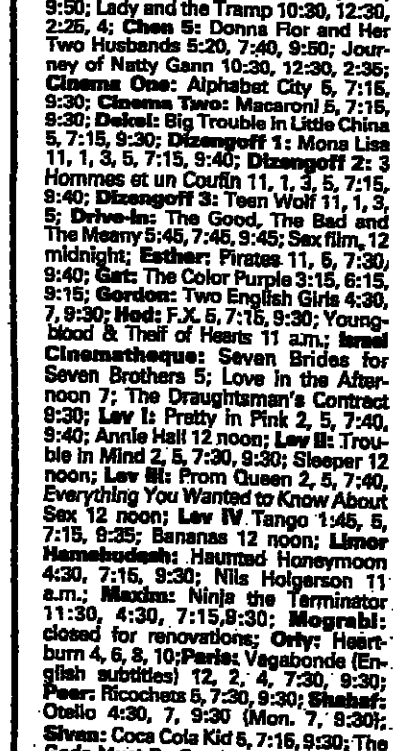 9:50; Lady and the Tramp 10:30, 12:30,
2:25, 4; Chen 5: Donna Flor and Her
Two Husbands 5:20, 7:40, 9:50; Jour-
ney of Natty Gann 10:30, 12:30, 2:35;
Cinema One: Alphabet City 5, 7:15,
9:30; Cinema Two: Macaroni 5, 7:15,
9:30; Dekel: Big Trouble in Little China
5, 7:15, 9:30; Dizengoff 1: Mona Lisa
11, 1, 3, 5, 7:15, 9:40; Dizengoff 2: 3
Hommes et un Coufin 11, 1, 3, 5, 7:15,
9:40; Dizengoff 3: Teen Wolf 11, 1, 3,
5; Drive-In: The Good, The Bad and
The Meany 5:45, 7:45, 9:45; Sex film, 12
midnight; Esther: Pirates 11, 5, 7:30,
9:40; Gat: The Color Purple 3:15, 6:15,
9:15; Gordon: Two English Girls 4:30,
7, 9:30; Hod: F.X. 5, 7:15, 9:30; Young-
blood & Theif of Hearts 11 a.m.; Israel
Cinematheque: Seven Brides for
Seven Brothers 5; Love in the After-
noon 7; The Draughtsman's Contract
9:30; Lev I: Pretty in Pink 2, 5, 7:40,
9:40; Annie Hall 12 noon; Lev II: Trou-
ble in Mind 2, 5, 7:30, 9:30; Sleeper 12
noon; Lev III: Prom Queen 2, 5, 7:40,
Everything You Wanted to Know About
Sex 12 noon; Lev IV Tango 1:45, 5,
7:15, 9:35; Bananas 12 noon; Limor
Hamehudash: Haunted Honeymoon
4:30, 7:15, 9:30; Nils Holgerson 11
a.m.; Maxim: Ninja the Terminator
11:30, 4:30, 7:15,9:30; Mograbi:
closed for renovations; Orly: Heart-
burn 4, 6, 8, 10;Paris: Vagabonde (En-
glish subtitles) 12, 2, 4, 7:30, 9:30;
Peer: Ricochets 5, 7:30, 9:30; Shahaf:
Otello 4:30, 7, 9:30 (Mon. 7, 9:30);
Sivan: Coca Cola Kid 5, 7:15, 9:30; The